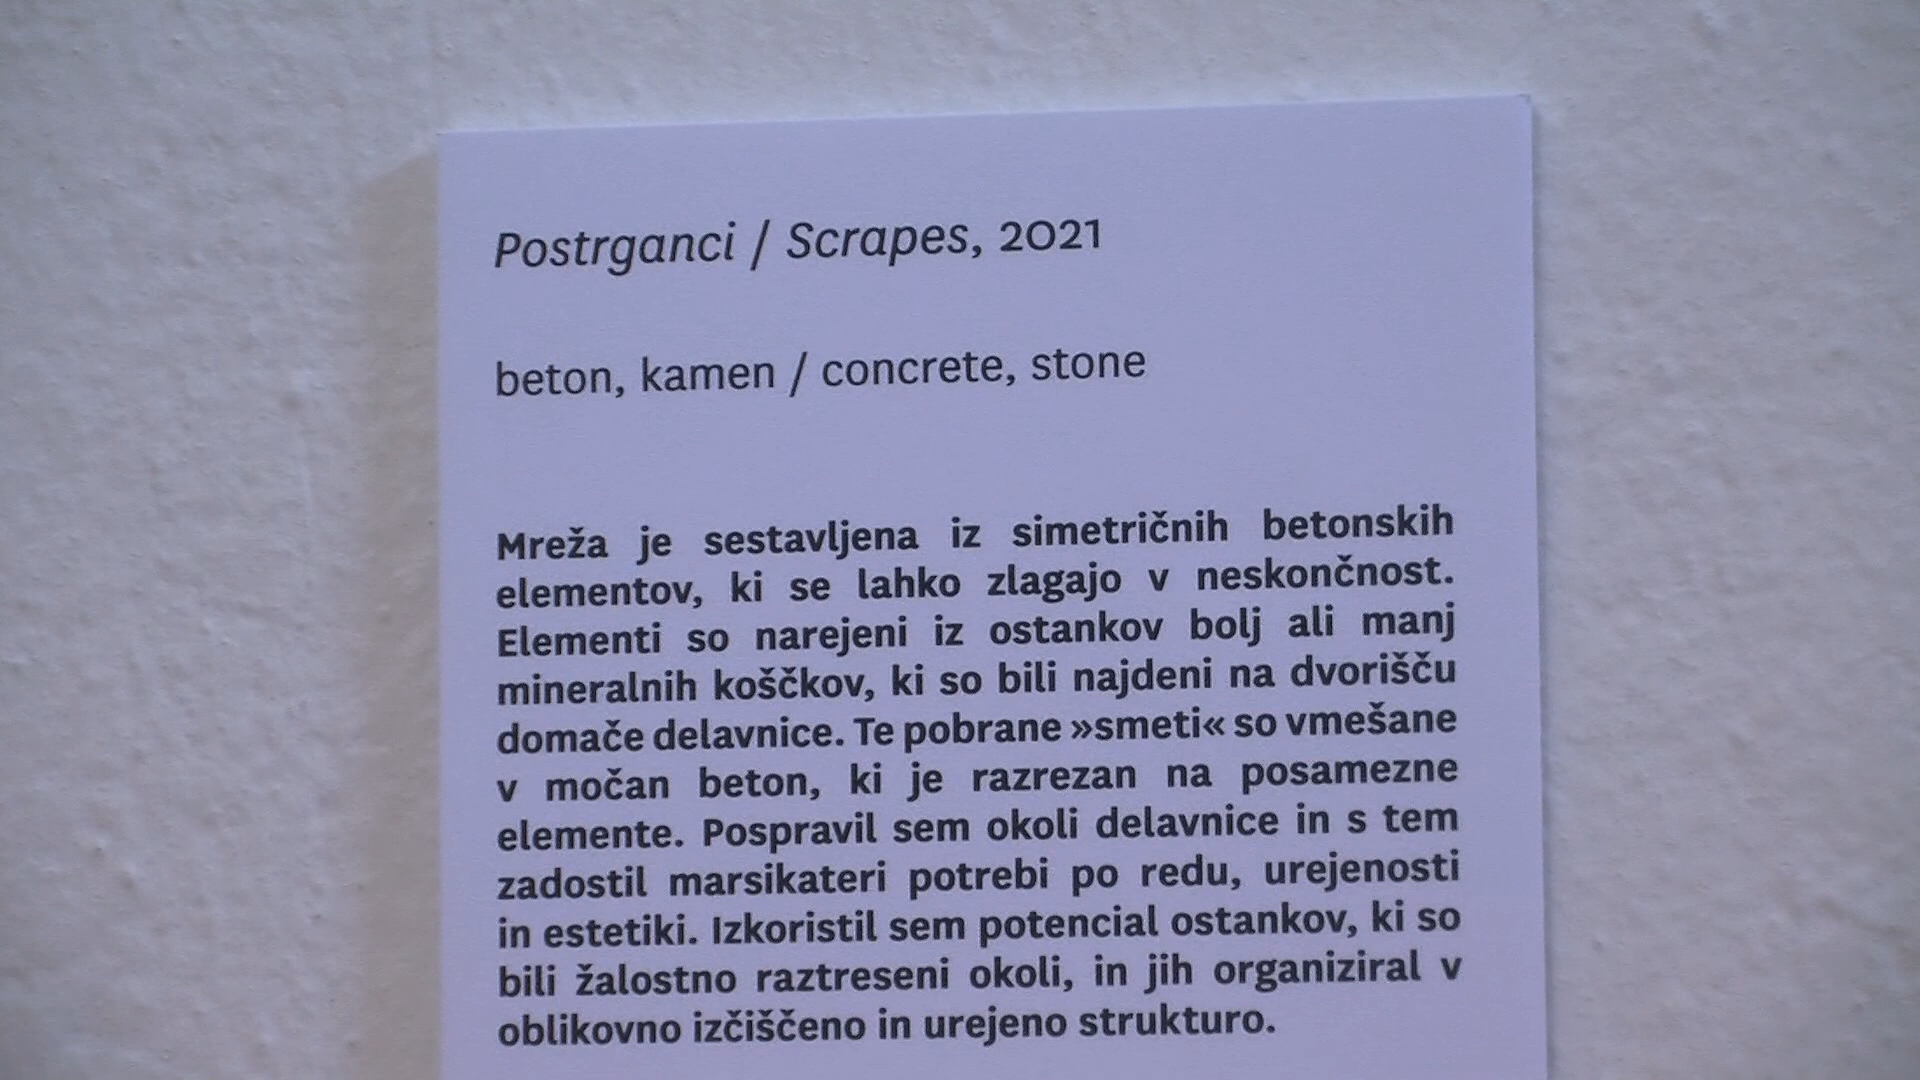 Postrganci / Scrapes, 2021
beton, kamen / concrete, stone
Mreža je sestavljena iz simetričnih betonskih
elementov, ki se lahko zlagajo v neskončnost.
Elementi so narejeni iz ostankov bolj ali manj
mineralnih koščkov, ki so bili najdeni na dvorišču
domače delavnice. Te pobrane »smeti« so vmešane
v močan beton, ki je razrezan na posamezne
elemente. Pospravil sem okoli delavnice in s tem
zadostil marsikateri potrebi po redu, urejenosti
in estetiki. Izkoristil sem potencial ostankov, ki so
bili žalostno raztreseni okoli, in jih organiziral v
oblikovno izčiščeno in urejeno strukturo.